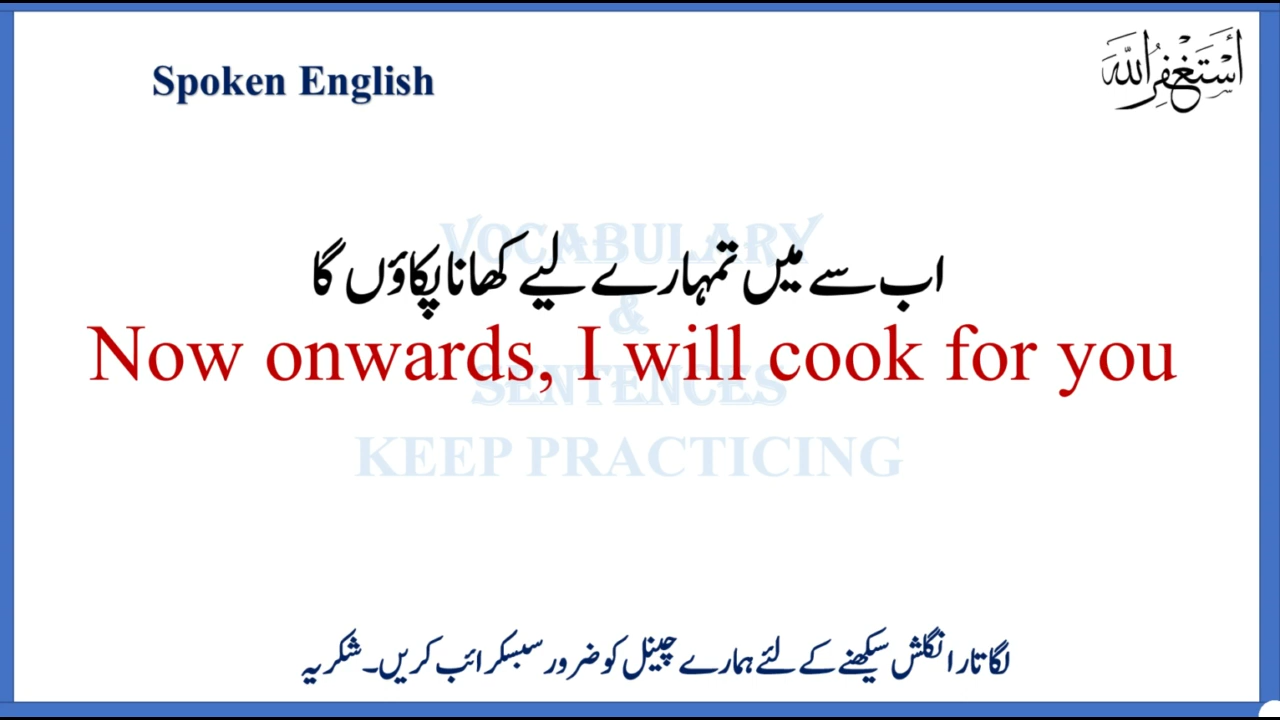 Spoken English
أَسْتَغْفِرُاللّٰه
اب سے میں تمہارے لیے کھانا پکاؤں گا
Now onwards, I will cook for you
VOCABULARY
&
SENTENCES
KEEP PRACTICING
لگاتار انگلش سیکھنے کے لئے ہمارے چینل کو ضرور سبسکرائب کریں۔ شکریہ